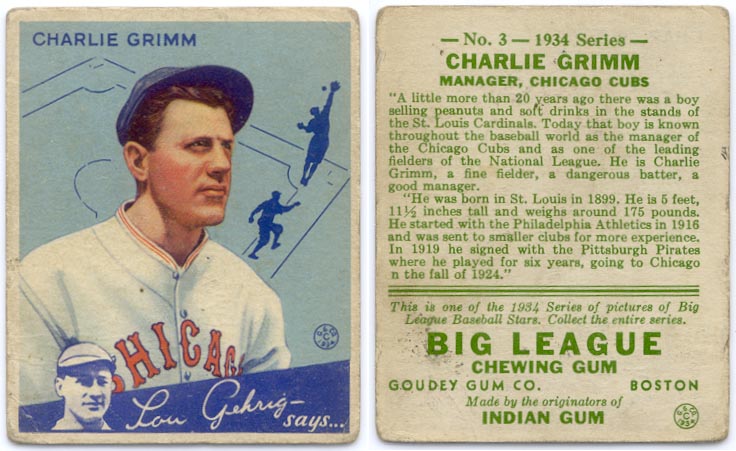 CHARLIE GRIMM
CHICAG
Lou Gehrig—
says...
G.G.Co.
C
1934
— No. 3 — 1934 Series —
CHARLIE GRIMM
MANAGER, CHICAGO CUBS
"A little more than 20 years ago there was a boy
selling peanuts and soft drinks in the stands of
the St. Louis Cardinals. Today that boy is known
throughout the baseball world as the manager of
the Chicago Cubs and as one of the leading
fielders of the National League. He is Charlie
Grimm, a fine fielder, a dangerous batter, a
good manager.
"He was born in St. Louis in 1899. He is 5 feet,
11½ inches tall and weighs around 175 pounds.
He started with the Philadelphia Athletics in 1916
and was sent to smaller clubs for more experience.
In 1919 he signed with the Pittsburgh Pirates
where he played for six years, going to Chicago
n the fall of 1924."
This is one of the 1934 Series of pictures of Big
League Baseball Stars. Collect the entire series.
BIG LEAGUE
CHEWING GUM
GOUDEY GUM CO. BOSTON
Made by the originators of
INDIAN GUM
G.G.Co.
C
1934